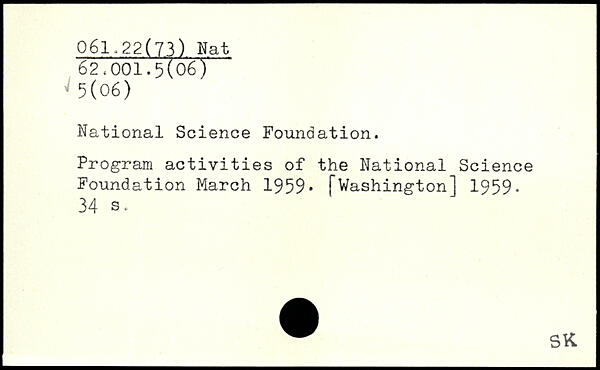 061.22(73) Nat
62.001.5(06)
√ 5(06)
National Science Foundation.
Program activities of the National Science
Foundation March 1959. [Washington] 1959.
34 s.
SK